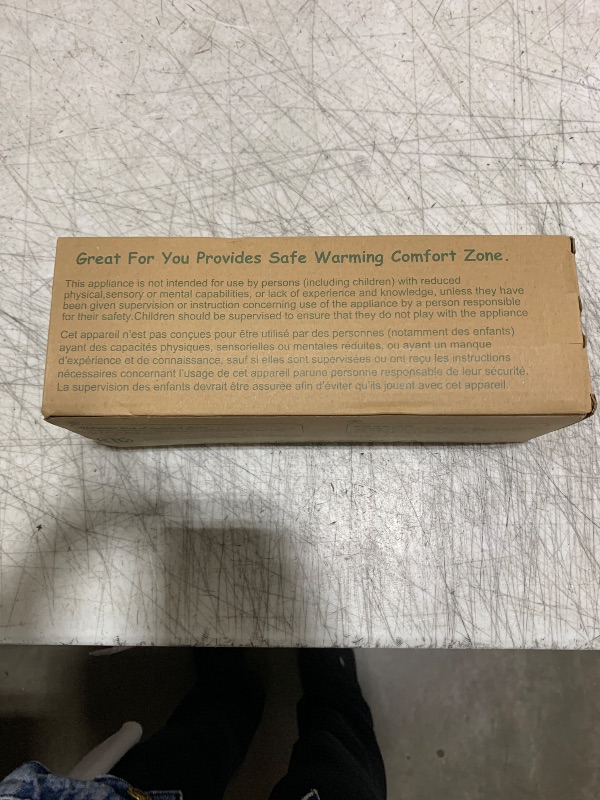 Great For You Provides Safe Warming Comfort Zone.
This appliance is not intended for use by persons (including children) with reduced
physical,sensory or mental capabilities, or lack of experience and knowledge, unless they have
been given supervision or instruction concerning use of the appliance by a person responsible
for their safety.Children should be supervised to ensure that they do not play with the appliance
Cet appareil n'est pas conçues pour être utilisé par des personnes (notamment des enfants)
ayant des capacités physiques, sensorielles ou mentales réduites, ou ayant un manque
d'expérience et de connaissance, sauf si elles sont supervisées ou ont reçu les instructions
nécessaires concernant l'usage de cet appareil parune personne responsable de leur sécurité.
La supervision des enfants devrait être assurée afin d'éviter qu'ils jouent avec cet appareil